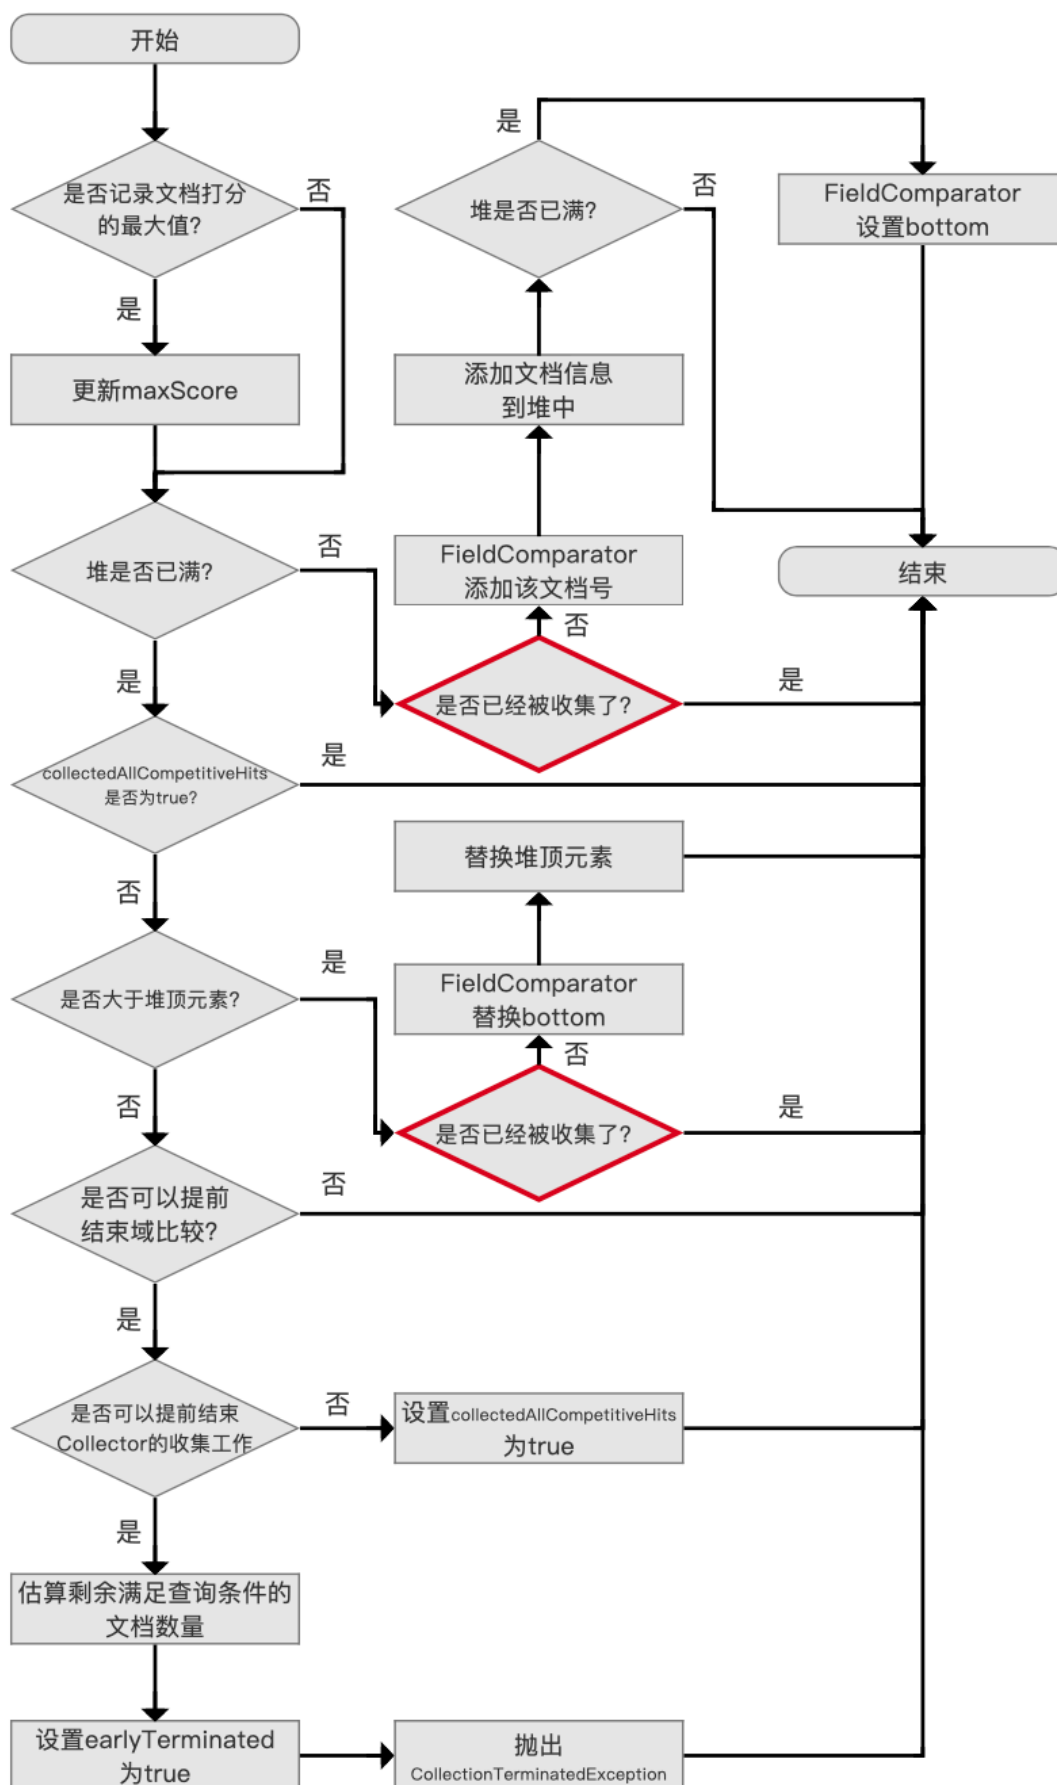 开始
是否记录文档打分
的最大值?
否
是
更新maxScore
堆是否已满?
否
是
collectedAllCompetitiveHits
是否为true?
是
否
是否大于堆顶元素?
是
否
是否可以提前
结束域比较?
否
是
是否可以提前结束
Collector的收集工作
否
是
估算剩余满足查询条件的
文档数量
设置earlyTerminated
为true
是
堆是否已满?
否
添加文档信息
到堆中
FieldComparator
添加该文档号
否
是否已经被收集了?
是
替换堆顶元素
FieldComparator
替换bottom
否
是否已经被收集了?
是
设置collectedAllCompetitiveHits
为true
抛出
CollectionTerminatedException
FieldComparator
设置bottom
结束